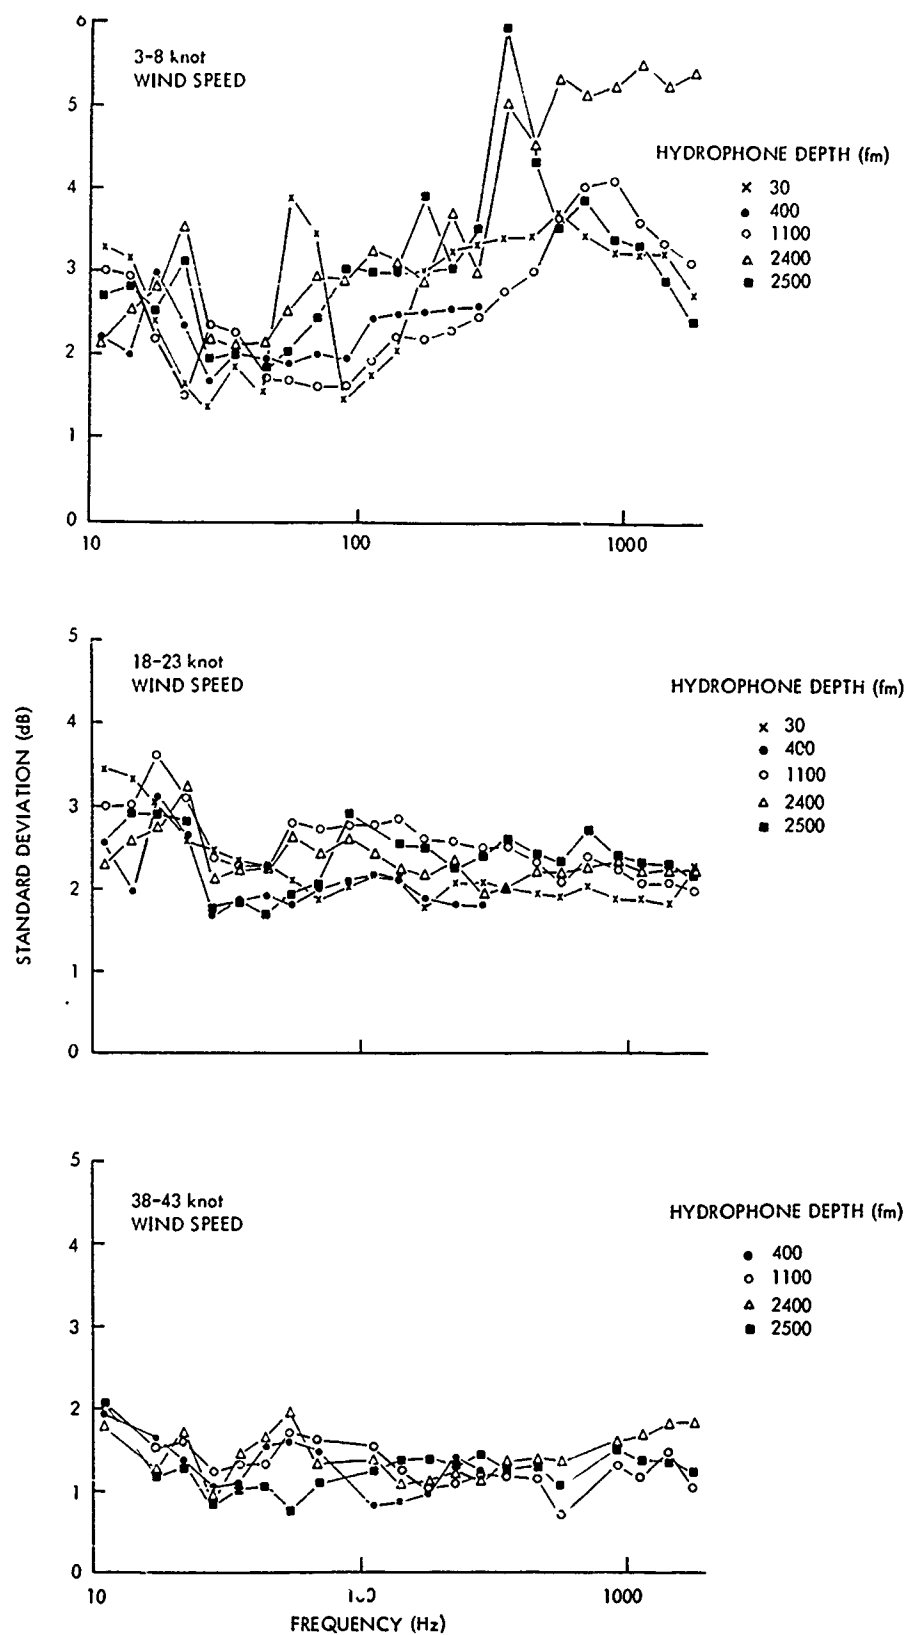 6
3-8 knot
WIND SPEED
5
HYDROPHONE DEPTH (fm)
4
x 30
400
1100
3
2400
2500
2
1
0
10 100 1000
5
18-23 knot
WIND SPEED
HYDROPHONE DEPTH (fm)
4
x 30
400
1100
3
2400
2500
2
1
0
STANDARD DEVIATION (dB)
5
38-43 knot
WIND SPEED
HYDROPHONE DEPTH (fm)
4
400
1100
2400
3
2500
2
1
0
10 1000
FREQUENCY (Hz)